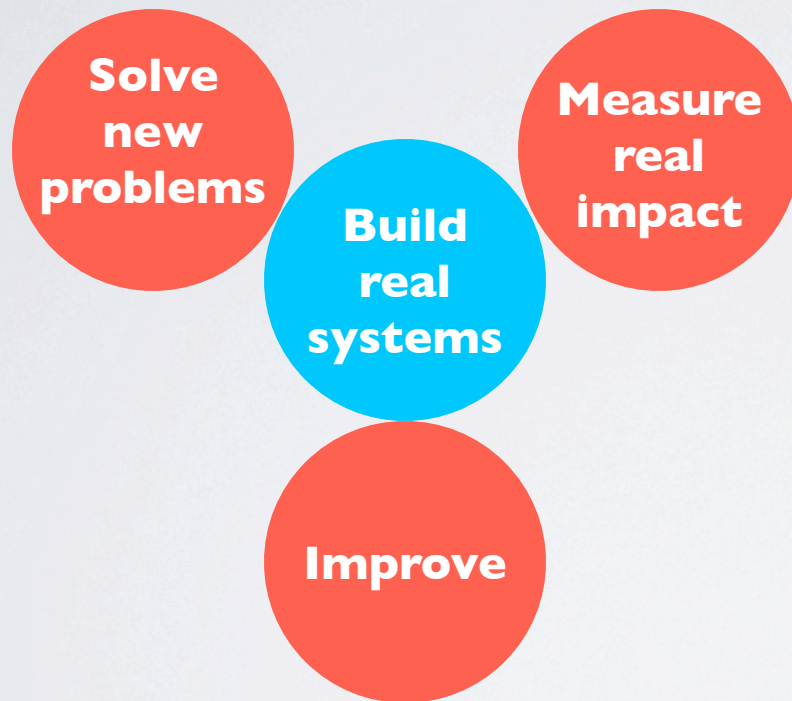 Solve
new
problems
Measure
real
impact
Build
real
systems
Improve